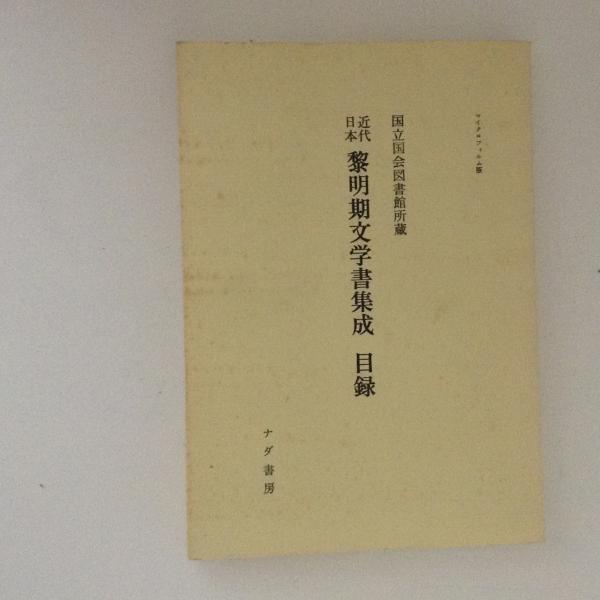 マイクロフィルム版
国立国会図書館所蔵
近代日本 黎明期文学書集成 目録
ナダ書房